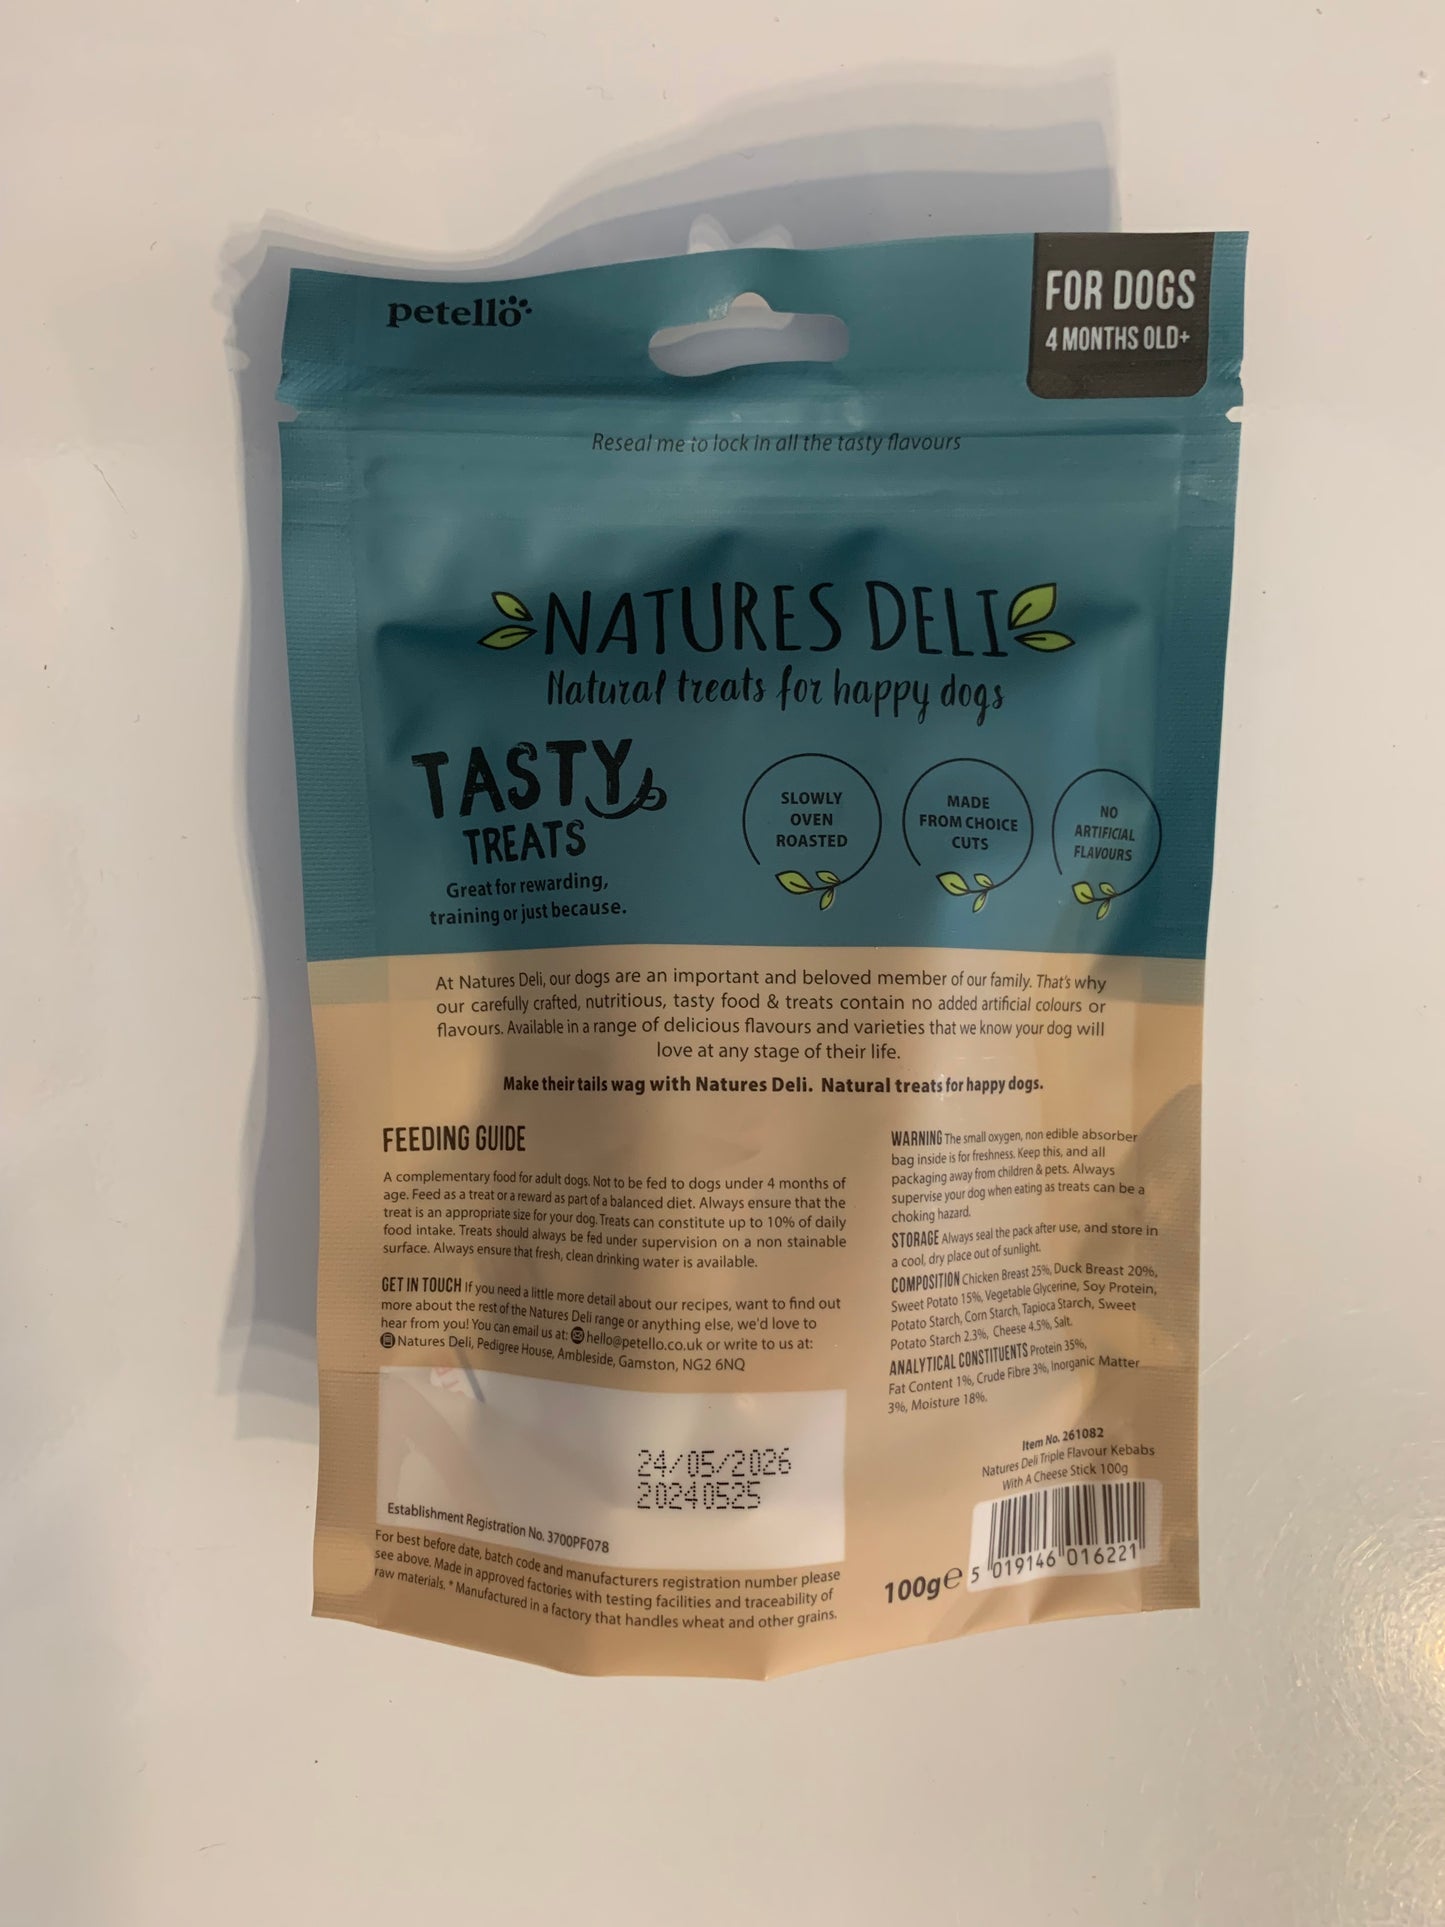 petello
FOR DOGS
4 MONTHS OLD+
Reseal me to lock in all the tasty flavours
NATURES DELI
Natural treats for happy dogs
TASTY
TREATS
Great for rewarding,
training or just because.
SLOWLY
OVEN
ROASTED
MADE
FROM CHOICE
CUTS
NO
ARTIFICIAL
FLAVOURS
At Natures Deli, our dogs are an important and beloved member of our family. That's why
our carefully crafted, nutritious, tasty food & treats contain no added artificial colours or
flavours. Available in a range of delicious flavours and varieties that we know your dog will
love at any stage of their life.
Make their tails wag with Natures Deli. Natural treats for happy dogs.
FEEDING GUIDE
A complementary food for adult dogs. Not to be fed to dogs under 4 months of
age. Feed as a treat or a reward as part of a balanced diet. Always ensure that the
treat is an appropriate size for your dog. Treats can constitute up to 10% of daily
food intake. Treats should always be fed under supervision on a non stainable
surface. Always ensure that fresh, clean drinking water is available.
GET IN TOUCH If you need a little more detail about our recipes, want to find out
more about the rest of the Natures Deli range or anything else, we'd love to
hear from you! You can email us at: hello@petello.co.uk or write to us at:
Natures Deli, Pedigree House, Ambleside, Gamston, NG2 6NQ
24/05/2026
20240525
Establishment Registration No. 3700PF078
For best before date, batch code and manufacturers registration number please
see above. Made in approved factories with testing facilities and traceability of
raw materials. * Manufactured in a factory that handles wheat and other grains.
WARNING The small oxygen, non edible absorber
bag inside is for freshness. Keep this, and all
packaging away from children & pets. Always
supervise your dog when eating as treats can be a
choking hazard.
STORAGE Always seal the pack after use, and store in
a cool, dry place out of sunlight.
COMPOSITION Chicken Breast 25%, Duck Breast 20%,
Sweet Potato 15%, Vegetable Glycerine, Soy Protein,
Potato Starch, Corn Starch, Tapioca Starch, Sweet
Potato Starch 2.3%, Cheese 4.5%, Salt.
ANALYTICAL CONSTITUENTS Protein 35%,
Fat Content 1%, Crude Fibre 3%, Inorganic Matter
3%, Moisture 18%.
Item No. 261082
Natures Deli Triple Flavour Kebabs
With A Cheese Stick 100g
100g℮
5 019146 016221